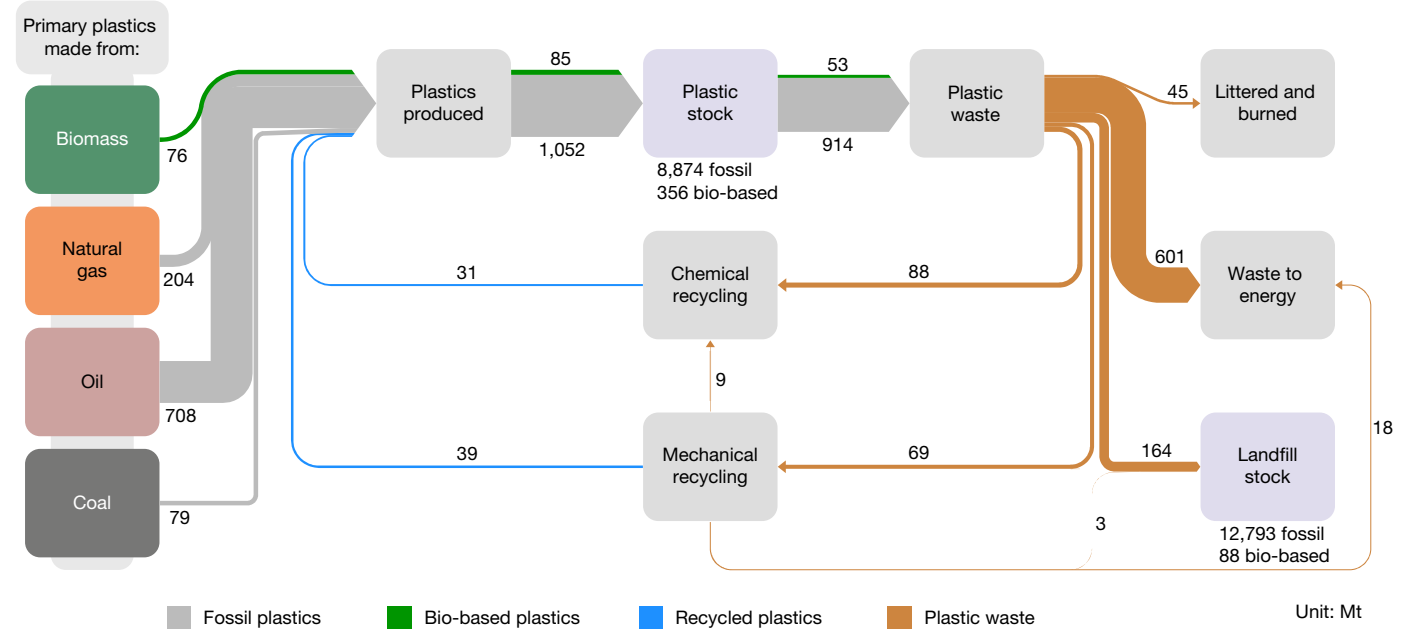 Primary plastics
made from:
Biomass
76
Natural
gas
204
Oil
708
Coal
79
Plastics
produced
85
1,052
Plastic
stock
8,874 fossil
356 bio-based
53
914
Plastic
waste
45
Littered and
burned
601
Waste to
energy
31
Chemical
recycling
88
9
39
Mechanical
recycling
69
164
Landfill
stock
12,793 fossil
88 bio-based
3
18
Fossil plastics
Bio-based plastics
Recycled plastics
Plastic waste
Unit: Mt